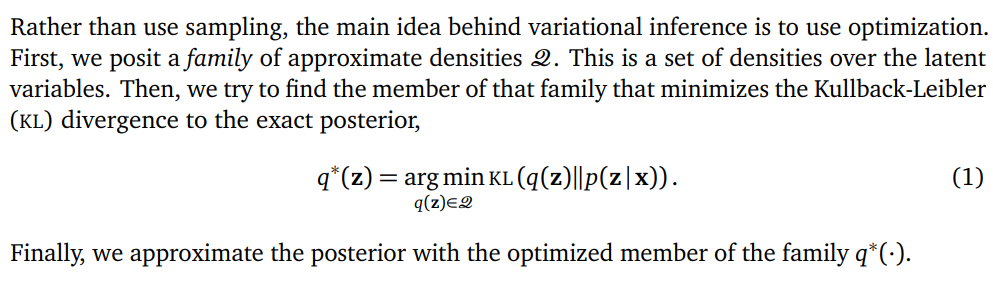 Rather than use sampling, the main idea behind variational inference is to use optimization.
First, we posit a family of approximate densities 𝒬. This is a set of densities over the latent
variables. Then, we try to find the member of that family that minimizes the Kullback-Leibler
(KL) divergence to the exact posterior,
q*(z) = arg min KL(q(z)||p(z|x)). (1)
q(z)∈𝒬
Finally, we approximate the posterior with the optimized member of the family q*(·).